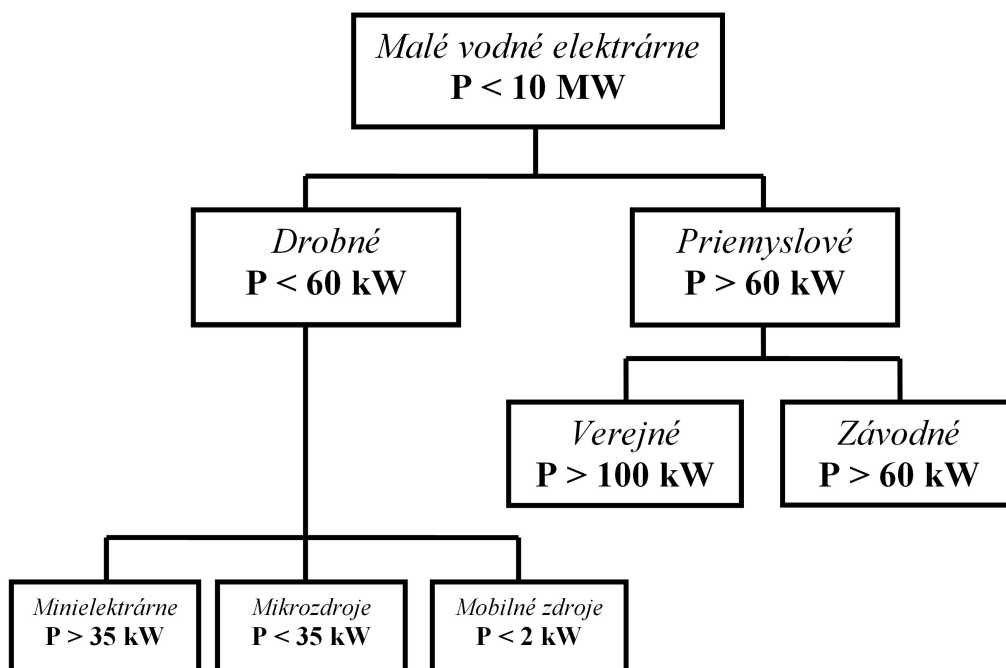 Malé vodné elektrárne
P < 10 MW
Drobné
P < 60 kW
Priemyslové
P > 60 kW
Verejné
P > 100 kW
Závodné
P > 60 kW
Minielektrárne
P > 35 kW
Mikrozdroje
P < 35 kW
Mobilné zdroje
P < 2 kW